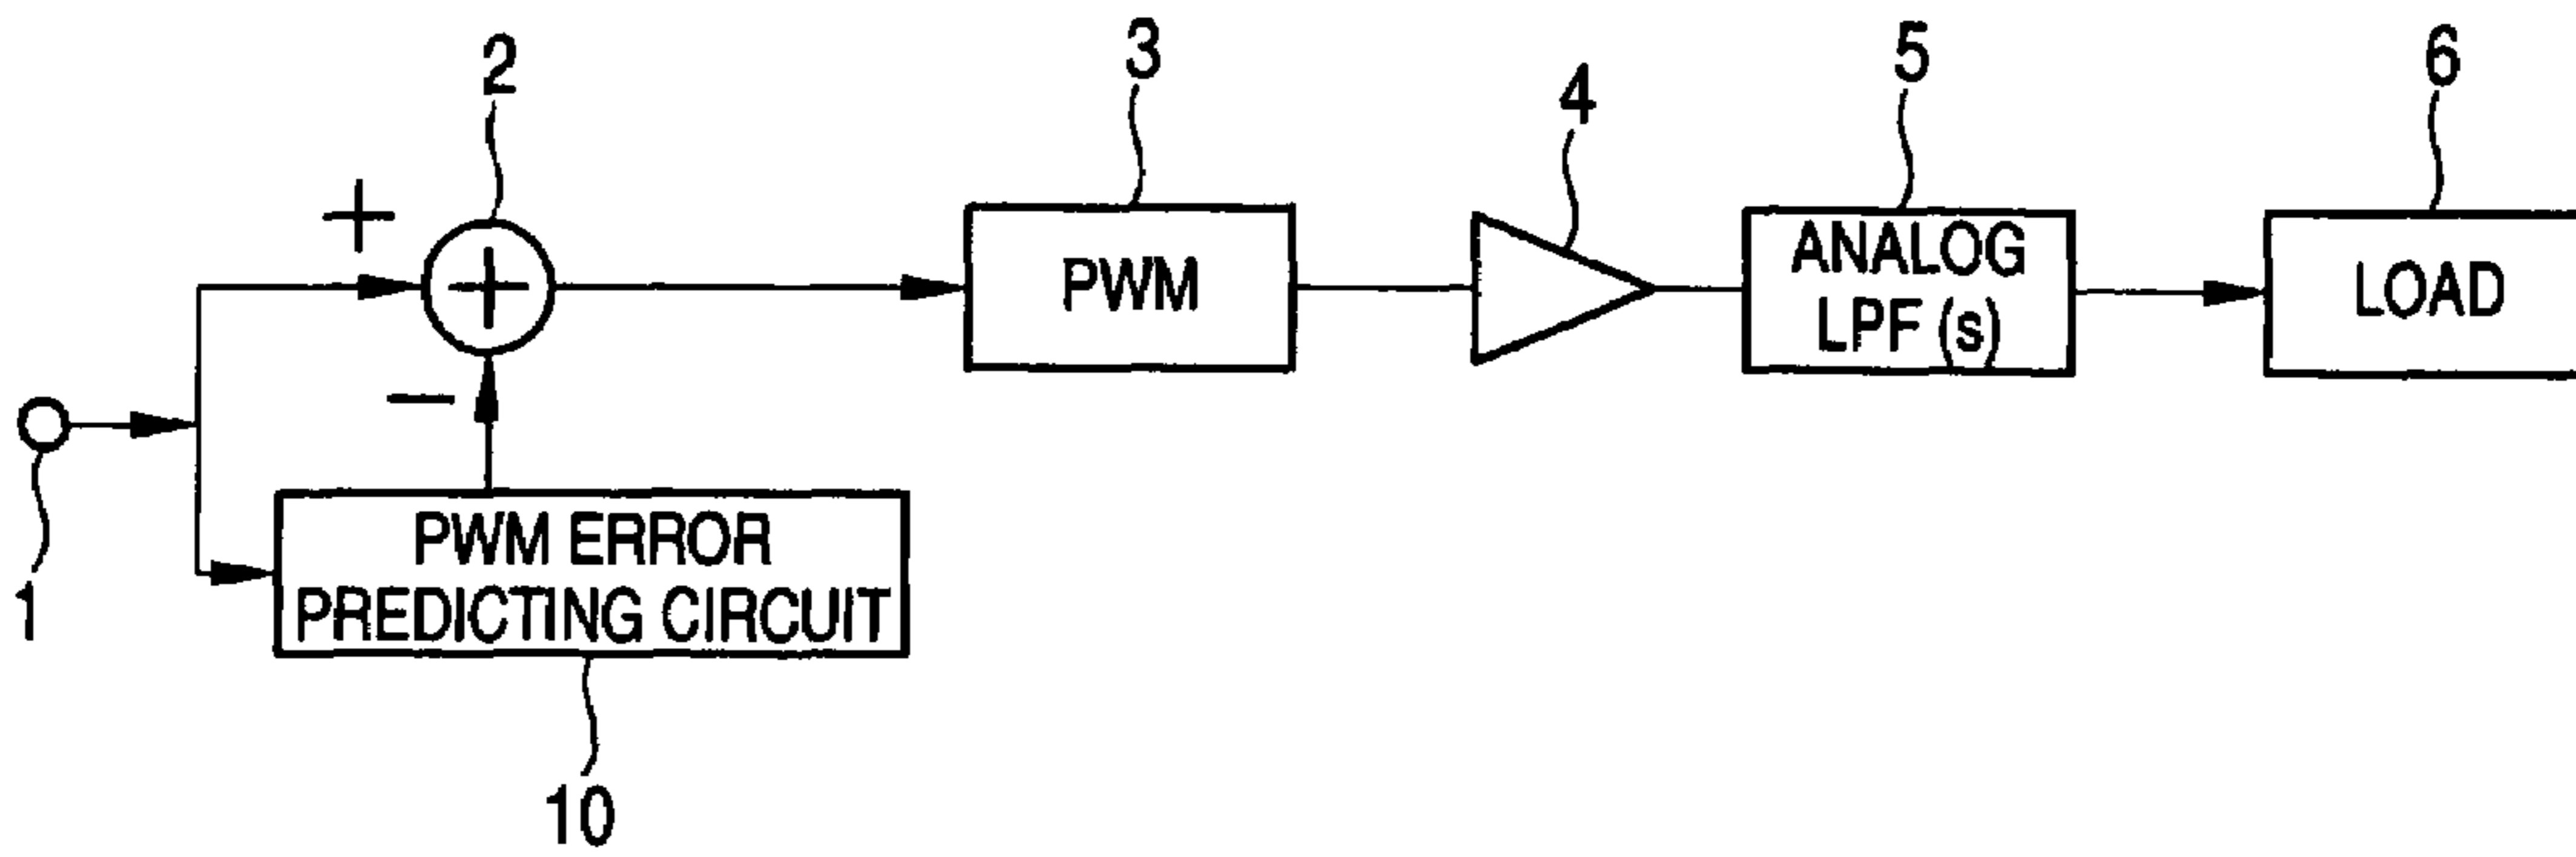 2
3
4
5
6
+
+
PWM
ANALOG
LPF (s)
LOAD
−
1
PWM ERROR
PREDICTING CIRCUIT
10